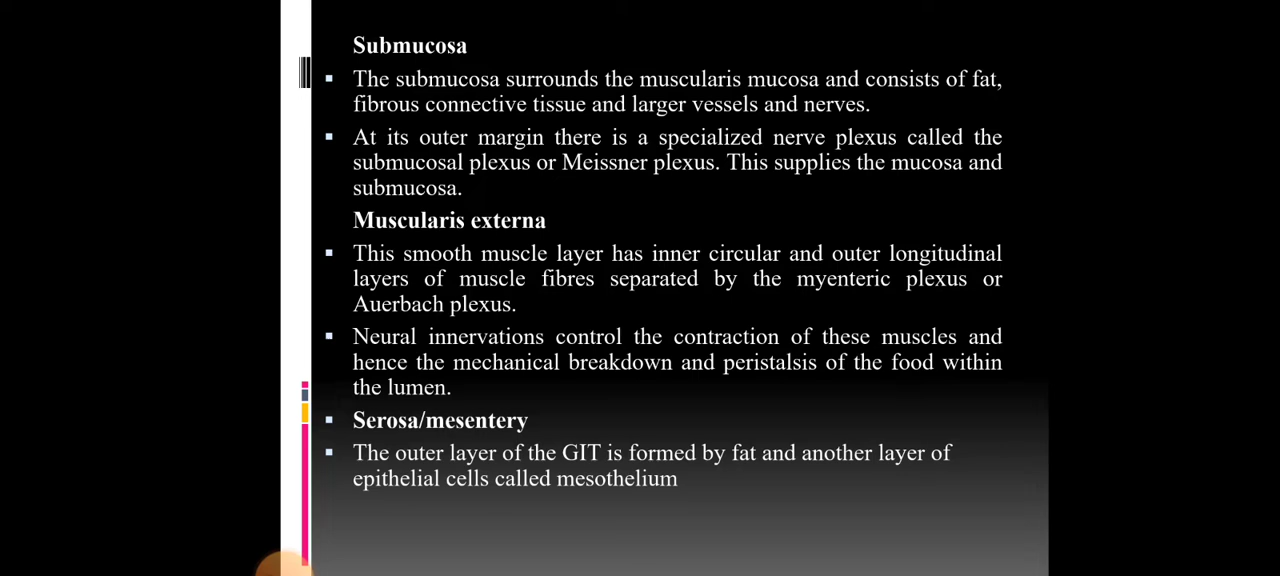 Submucosa
The submucosa surrounds the muscularis mucosa and consists of fat,
fibrous connective tissue and larger vessels and nerves.
At its outer margin there is a specialized nerve plexus called the
submucosal plexus or Meissner plexus. This supplies the mucosa and
submucosa.
Muscularis externa
This smooth muscle layer has inner circular and outer longitudinal
layers of muscle fibres separated by the myenteric plexus or
Auerbach plexus.
Neural innervations control the contraction of these muscles and
hence the mechanical breakdown and peristalsis of the food within
the lumen.
Serosa/mesentery
The outer layer of the GIT is formed by fat and another layer of
epithelial cells called mesothelium